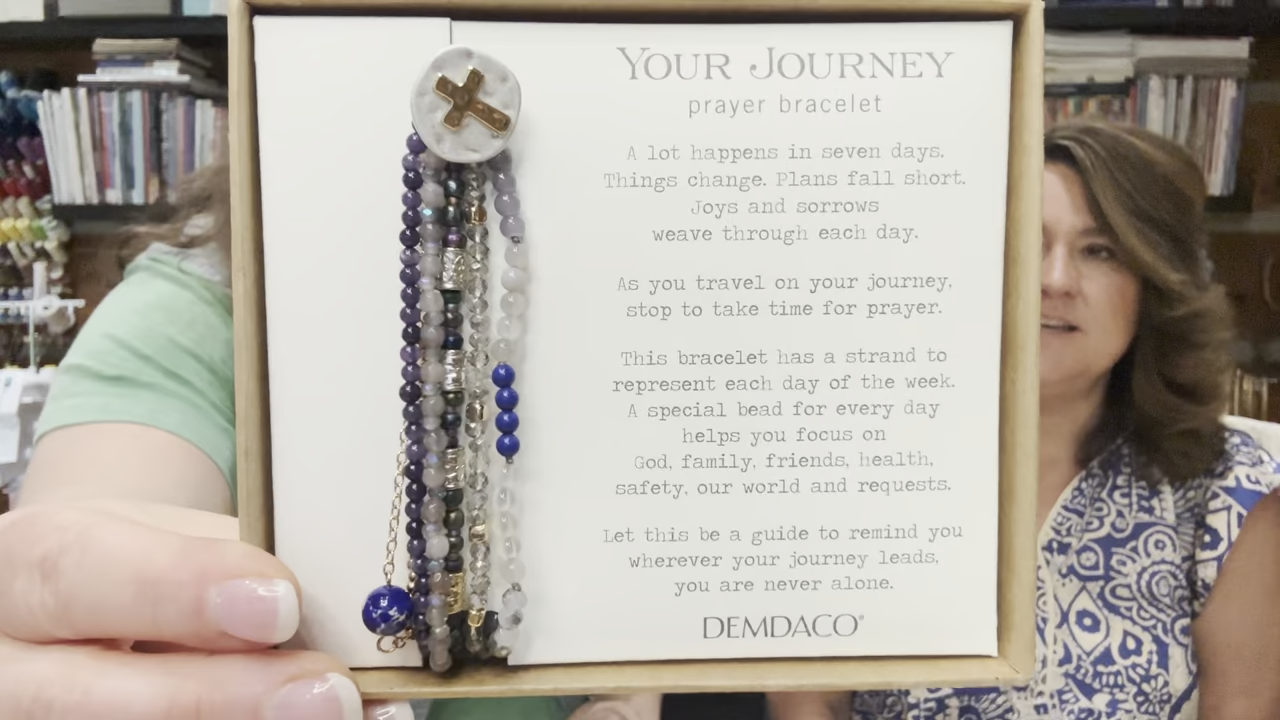 YOUR JOURNEY
prayer bracelet
A lot happens in seven days.
Things change. Plans fall short.
Joys and sorrows
weave through each day.
As you travel on your journey,
stop to take time for prayer.
This bracelet has a strand to
represent each day of the week.
A special bead for every day
helps you focus on
God, family, friends, health,
safety, our world and requests.
Let this be a guide to remind you
wherever your journey leads,
you are never alone.
DEMDACO®